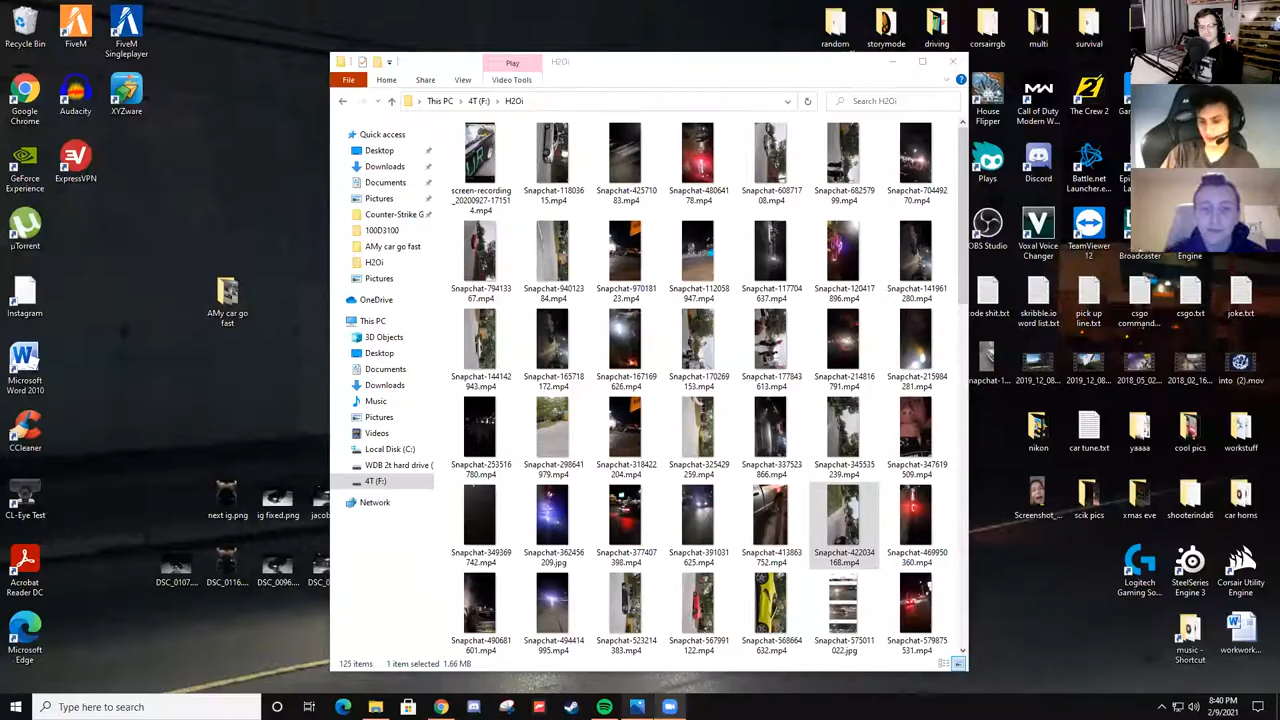 Recycle Bin
FiveM
FiveM
Singleplayer
Google
Chrome
Audacity
XYZtire
GeForce
Experience
ExpressVPN
µTorrent
Instagram
AMy car go
fast
Microsoft
Word 2010
CCleaner
CL-Eye Test
next ig.png
ig fixed.png
Acrobat
Reader DC
DSC_0107....
DSC_0116....
DSC_0096....
Microsoft
Edge
Play
H2Oi
File
Home
Share
View
Video Tools
This PC
4T (F:)
H2Oi
Search H2Oi
Quick access
Desktop
Downloads
Documents
Pictures
Counter-Strike G
100D3100
AMy car go fast
H2Oi
Pictures
OneDrive
This PC
3D Objects
Desktop
Documents
Downloads
Music
Pictures
Videos
Local Disk (C:)
WDB 2t hard drive (
4T (F:)
Network
screen-recording
_20200927-17151
4.mp4
Snapchat-118036
15.mp4
Snapchat-425710
83.mp4
Snapchat-480641
78.mp4
Snapchat-608717
08.mp4
Snapchat-682579
99.mp4
Snapchat-704492
70.mp4
Snapchat-794133
67.mp4
Snapchat-940123
84.mp4
Snapchat-970181
23.mp4
Snapchat-112058
947.mp4
Snapchat-117704
637.mp4
Snapchat-120417
896.mp4
Snapchat-141961
280.mp4
Snapchat-144142
943.mp4
Snapchat-165718
172.mp4
Snapchat-167169
626.mp4
Snapchat-170269
153.mp4
Snapchat-177843
613.mp4
Snapchat-214816
791.mp4
Snapchat-215984
281.mp4
Snapchat-253516
780.mp4
Snapchat-298641
979.mp4
Snapchat-318422
204.mp4
Snapchat-325429
259.mp4
Snapchat-337523
866.mp4
Snapchat-345535
239.mp4
Snapchat-347619
509.mp4
Snapchat-349369
742.mp4
Snapchat-362456
209.jpg
Snapchat-377407
398.mp4
Snapchat-391031
625.mp4
Snapchat-413863
752.mp4
Snapchat-422034
168.mp4
Snapchat-469950
360.mp4
Snapchat-490681
601.mp4
Snapchat-494414
995.mp4
Snapchat-523214
383.mp4
Snapchat-567991
122.mp4
Snapchat-568664
632.mp4
Snapchat-575011
022.jpg
Snapchat-579875
531.mp4
125 items
1 item selected
1.66 MB
random
storymode
driving
corsairrgb
multi
survival
House
Flipper
Call of Duty
Modern W...
The Crew 2
Plays
Discord
Battle.net
Launcher.e...
OBS Studio
Voxal Voice
Changer
TeamViewer
12
Broadcaster
Engine
code shit.txt
skribble.io
word list.txt
pick up
line.txt
csgo
command...
csgo.txt
joke.txt
2019_12_08...
2019_12_08...
2018_05_02...
2018_02_16...
into  (2).mov
nikon
car tune.txt
yaaaa
cool pics
workstuff
Screenshot_...
scik pics
xmas eve
shooterinda6
car horns
Logitech
Gaming So...
SteelSeries
Engine 3
Corsair Utility
Engine
music -
Shortcut
workwork...
Type here to search
8:40 PM
2/9/2021